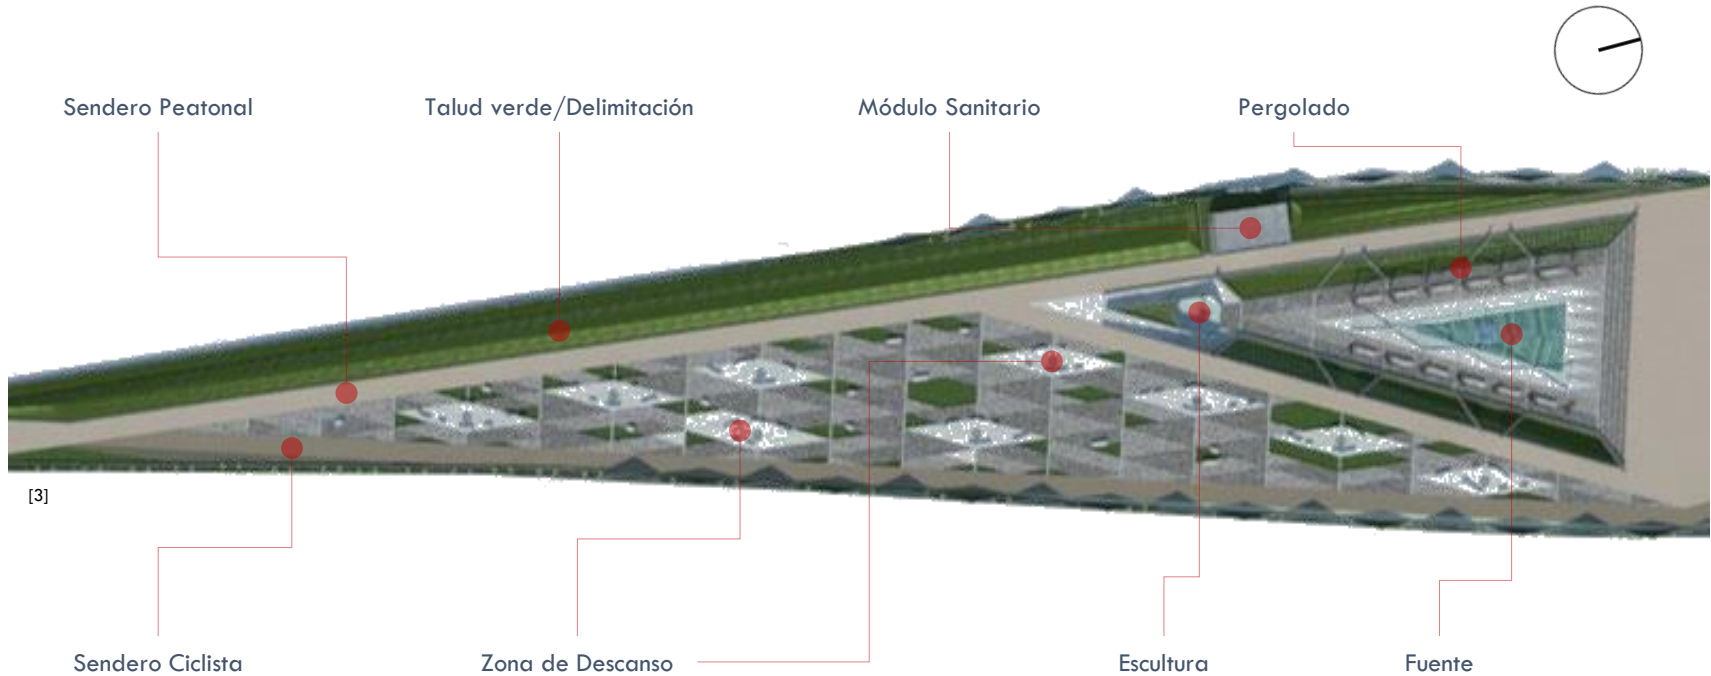 Sendero Peatonal
Talud verde/Delimitación
Módulo Sanitario
Pergolado
[3]
Sendero Ciclista
Zona de Descanso
Escultura
Fuente